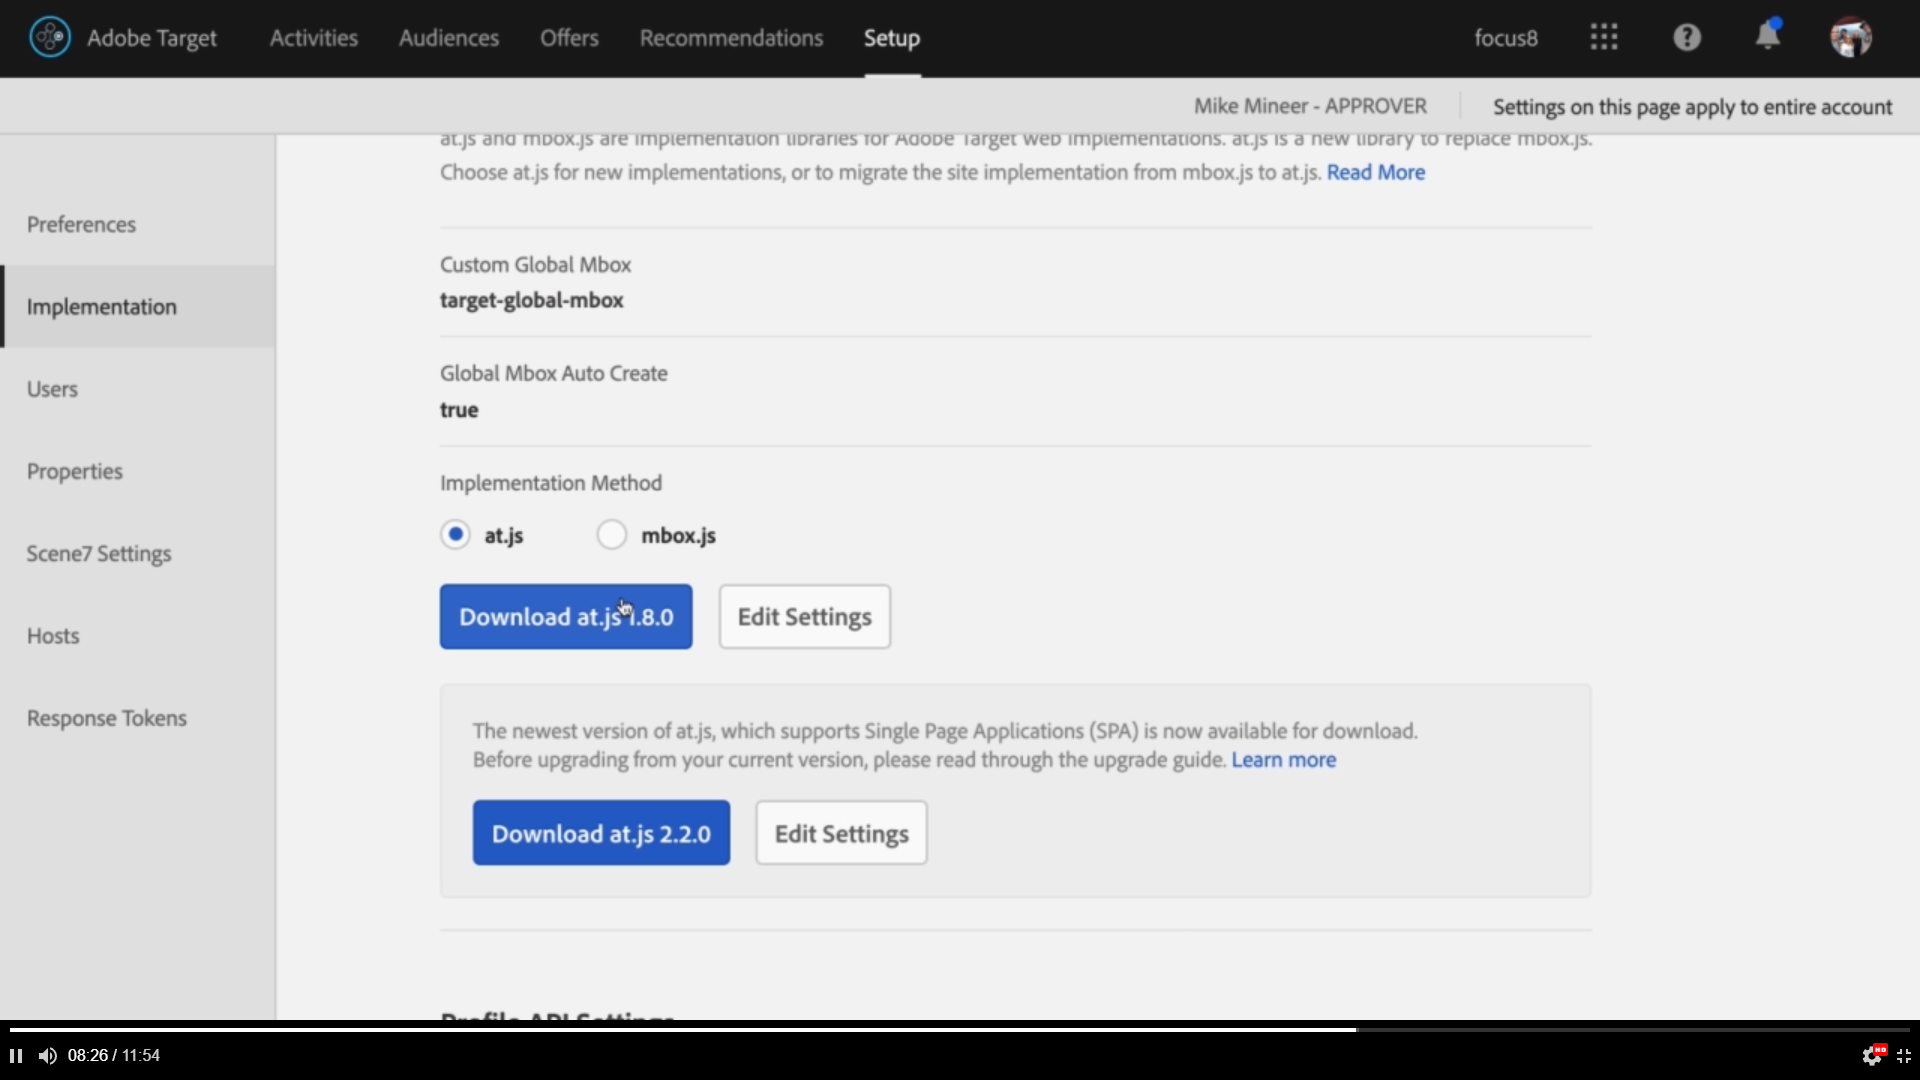 Adobe Target Activities Audiences Offers Recommendations Setup focus8
Mike Mineer - APPROVER Settings on this page apply to entire account
at.js and mbox.js are implementation libraries for Adobe Target web implementations. at.js is a new library to replace mbox.js.
Choose at.js for new implementations, or to migrate the site implementation from mbox.js to at.js. Read More
Preferences
Implementation
Users
Properties
Scene7 Settings
Hosts
Response Tokens
Custom Global Mbox
target-global-mbox
Global Mbox Auto Create
true
Implementation Method
at.js mbox.js
Download at.js 1.8.0 Edit Settings
The newest version of at.js, which supports Single Page Applications (SPA) is now available for download.
Before upgrading from your current version, please read through the upgrade guide. Learn more
Download at.js 2.2.0 Edit Settings
Profile API Settings
08:26 / 11:54 HD